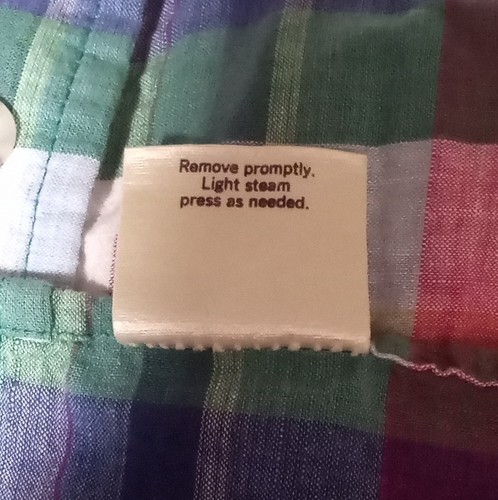 Remove promptly.
Light steam
press as needed.